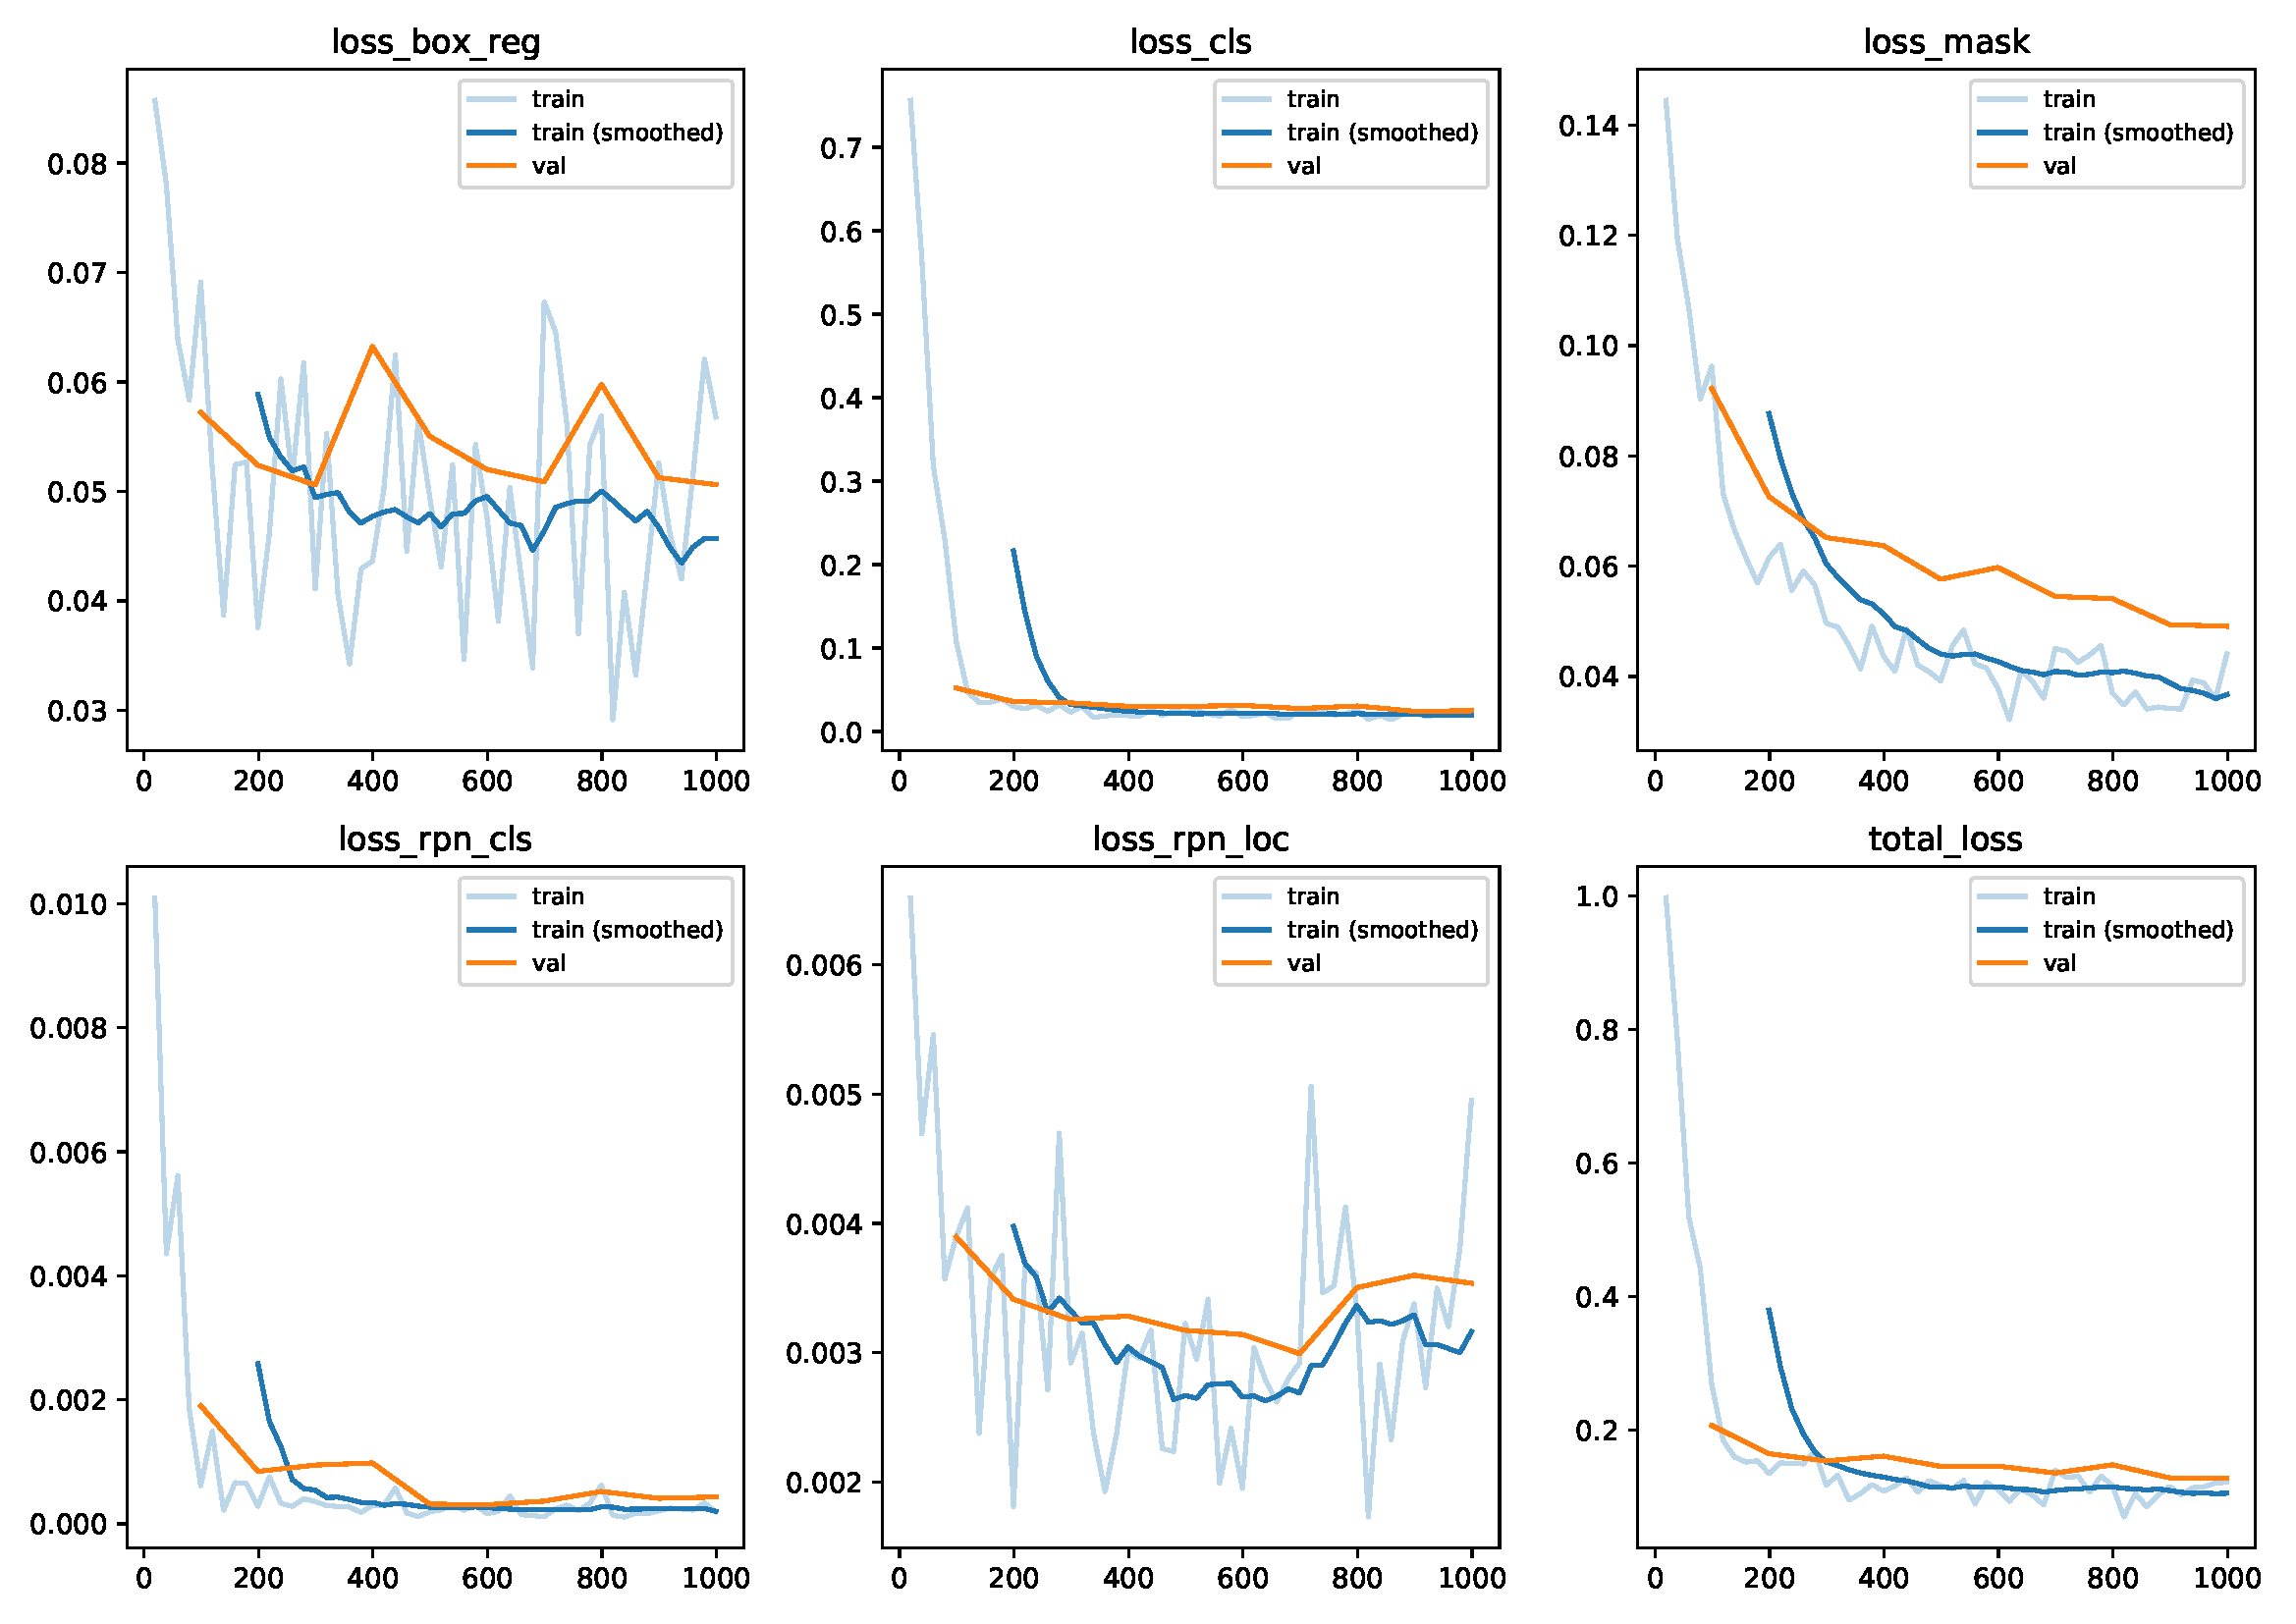 loss_box_reg
train
train (smoothed)
val
0.08
0.07
0.06
0.05
0.04
0.03
0 200 400 600 800 1000
loss_cls
train
train (smoothed)
val
0.7
0.6
0.5
0.4
0.3
0.2
0.1
0.0
0 200 400 600 800 1000
loss_mask
train
train (smoothed)
val
0.14
0.12
0.10
0.08
0.06
0.04
0 200 400 600 800 1000
loss_rpn_cls
train
train (smoothed)
val
0.010
0.008
0.006
0.004
0.002
0.000
0 200 400 600 800 1000
loss_rpn_loc
train
train (smoothed)
val
0.006
0.005
0.004
0.003
0.002
0 200 400 600 800 1000
total_loss
train
train (smoothed)
val
1.0
0.8
0.6
0.4
0.2
0 200 400 600 800 1000